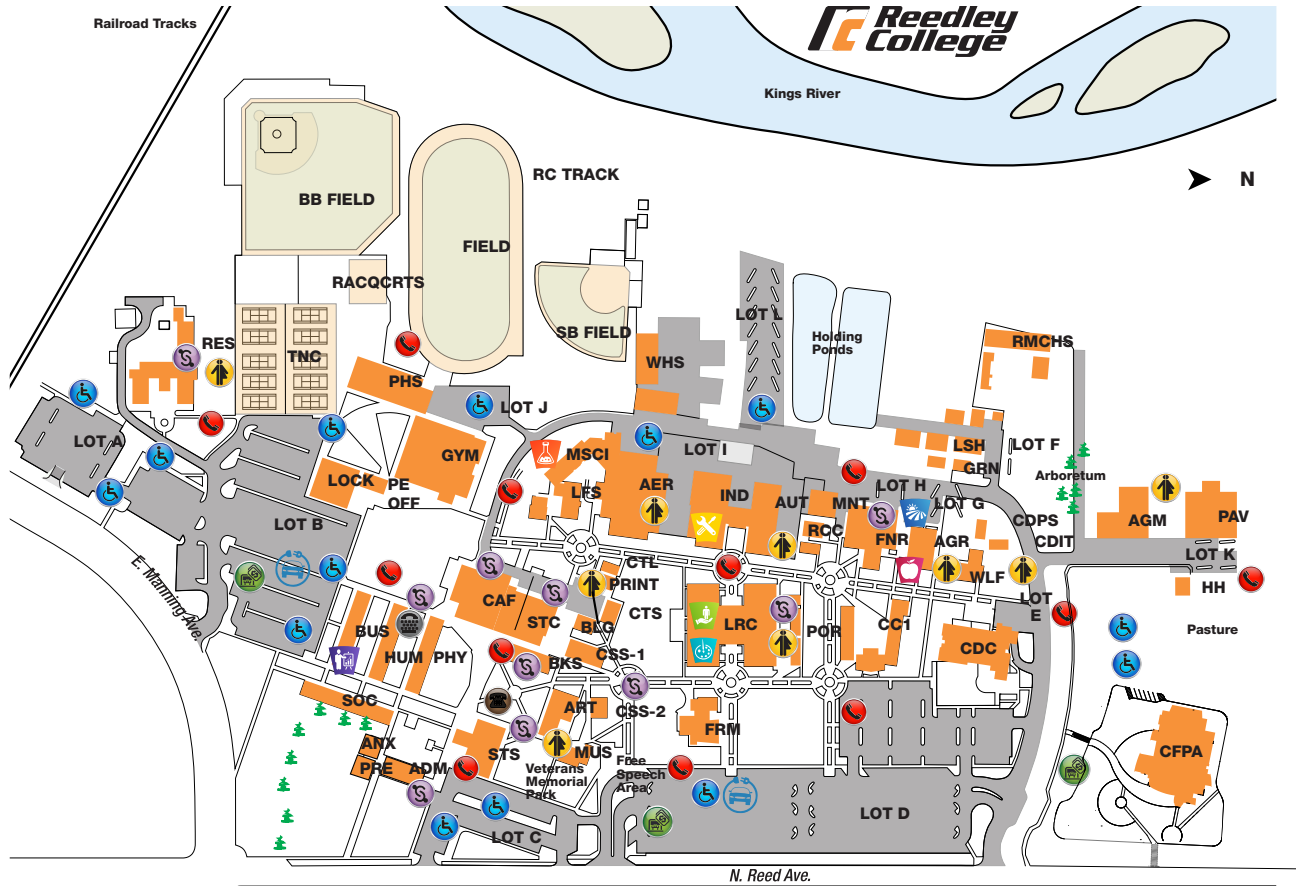 Railroad Tracks
Reedley
College
Kings River
N
RC TRACK
BB FIELD
FIELD
RACQCRTS
SB FIELD
LOT L
Holding
Ponds
RES
TNC
WHS
RMCHS
PHS
LOT J
LOT A
GYM
MSCI
LOT I
LSH
LOT F
GRN
Arboretum
LOCK
PE
OFF
LFS
AER
IND
AUT
MNT
LOT H
LOT G
LOT B
RCC
FNR
AGR
CDPS
CDIT
AGM
PAV
LOT K
E. Manning Ave.
CTL
PRINT
WLF
HH
CAF
STC
CTS
BLG
LRC
POR
CC1
LOT
E
Pasture
BUS
HUM
PHY
BKS
CSS-1
CDC
SOC
ART
CSS-2
FRM
ANX
PRE
ADM
STS
MUS
Veterans
Memorial
Park
Free
Speech
Area
CFPA
LOT C
LOT D
N. Reed Ave.